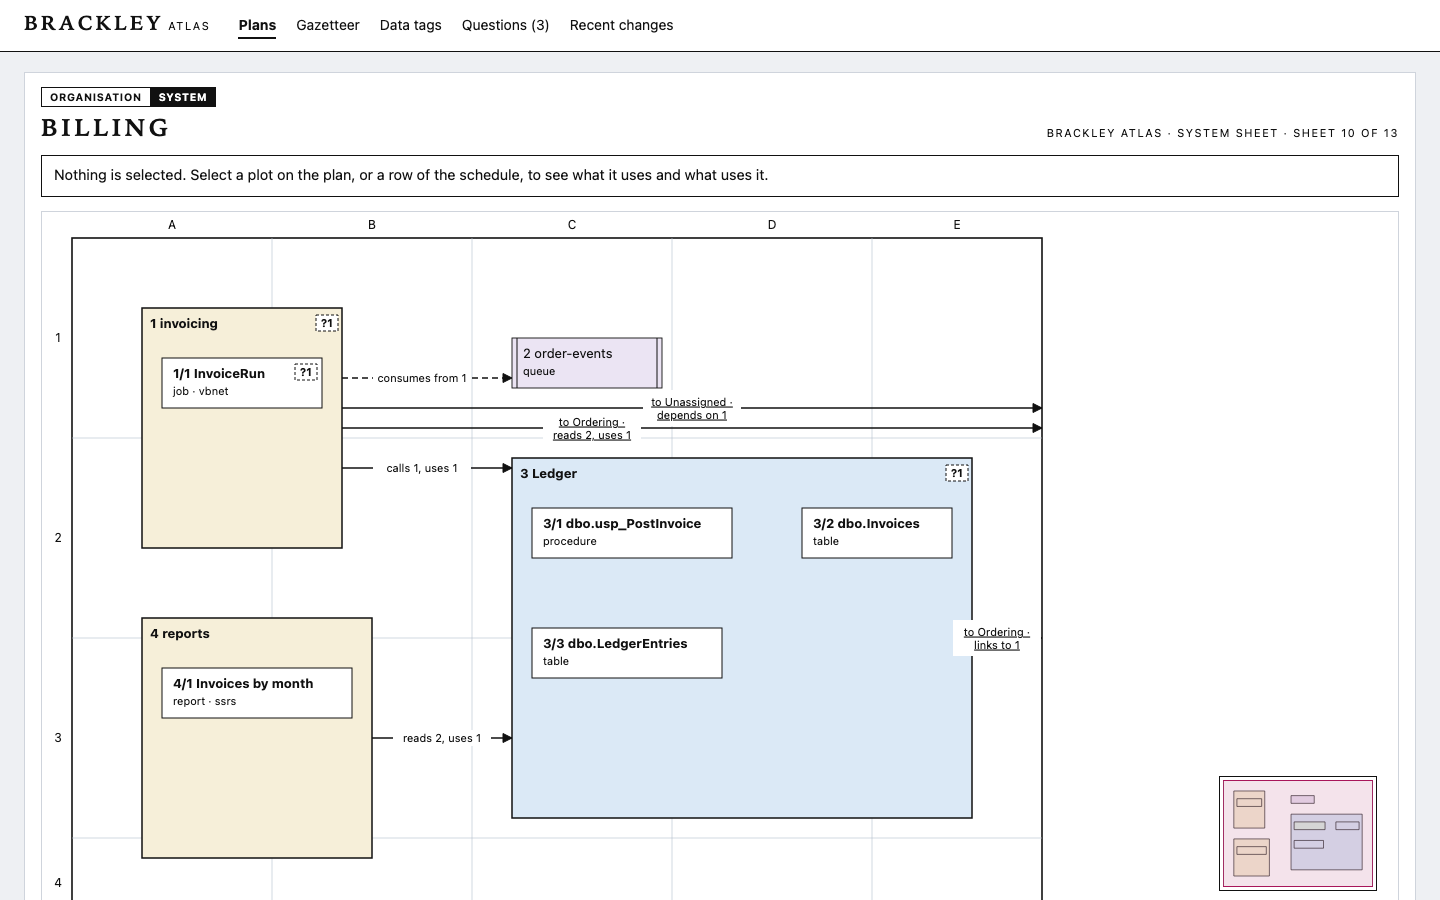 BRACKLEY ATLAS
Plans
Gazetteer
Data tags
Questions (3)
Recent changes
ORGANISATION
SYSTEM
BILLING
BRACKLEY ATLAS · SYSTEM SHEET · SHEET 10 OF 13
Nothing is selected. Select a plot on the plan, or a row of the schedule, to see what it uses and what uses it.
A
B
C
D
E
1
1 invoicing
?1
1/1 InvoiceRun
?1
job · vbnet
consumes from 1
2 order-events
queue
to Unassigned ·
depends on 1
to Ordering ·
reads 2, uses 1
calls 1, uses 1
3 Ledger
?1
2
3/1 dbo.usp_PostInvoice
procedure
3/2 dbo.Invoices
table
to Ordering ·
links to 1
3/3 dbo.LedgerEntries
table
4 reports
4/1 Invoices by month
report · ssrs
3
reads 2, uses 1
4